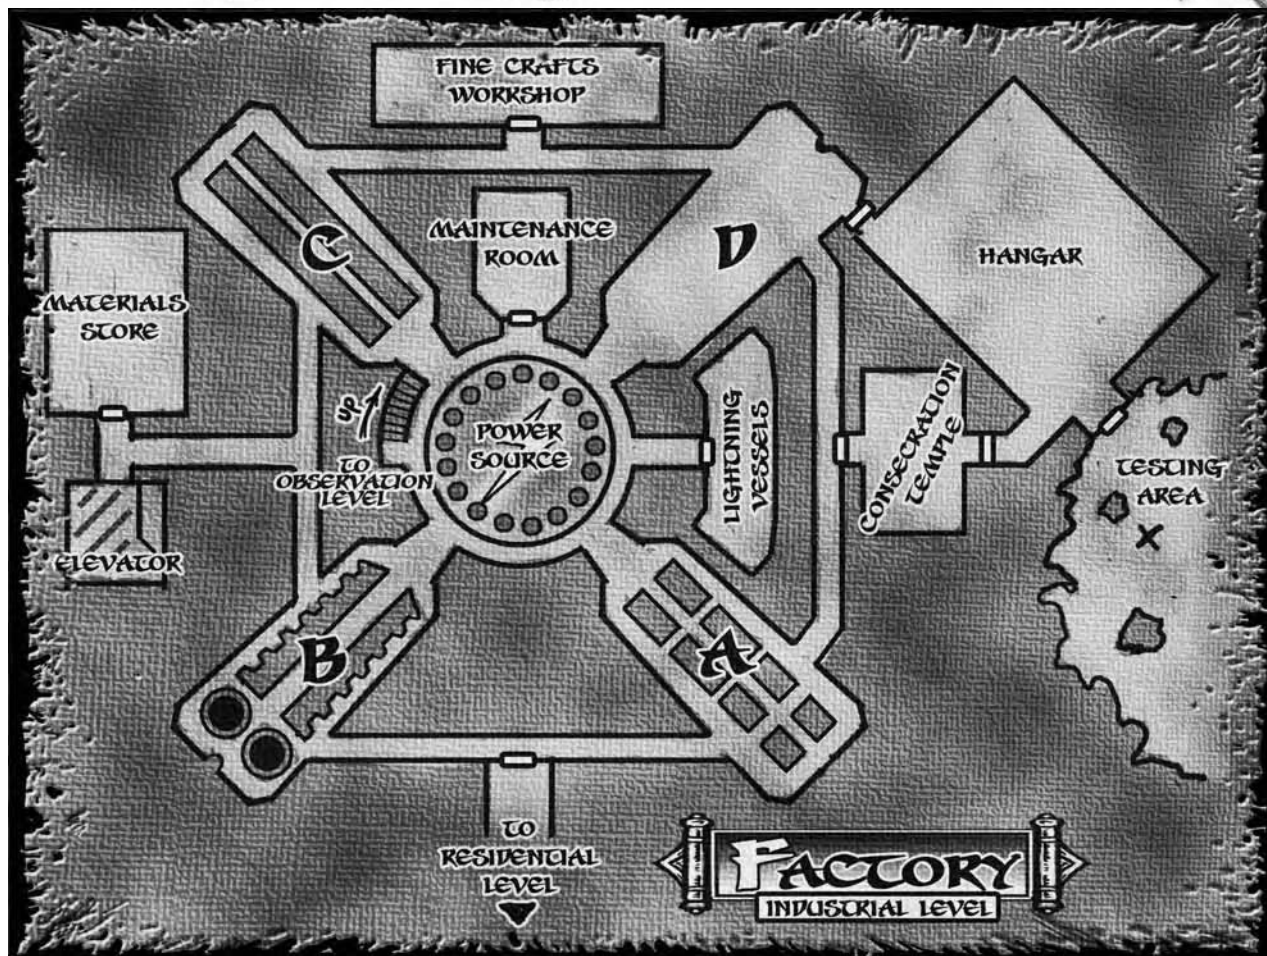 FINE CRAFTS
WORKSHOP
C
MAINTENANCE
ROOM
D
HANGAR
MATERIALS
STORE
UP
POWER
SOURCE
TO
OBSERVATION
LEVEL
LIGHTNING
VESSELS
CONSECRATION
TEMPLE
TESTING
AREA
X
ELEVATOR
B
A
TO
RESIDENTIAL
LEVEL
FACTORY
INDUSTRIAL LEVEL